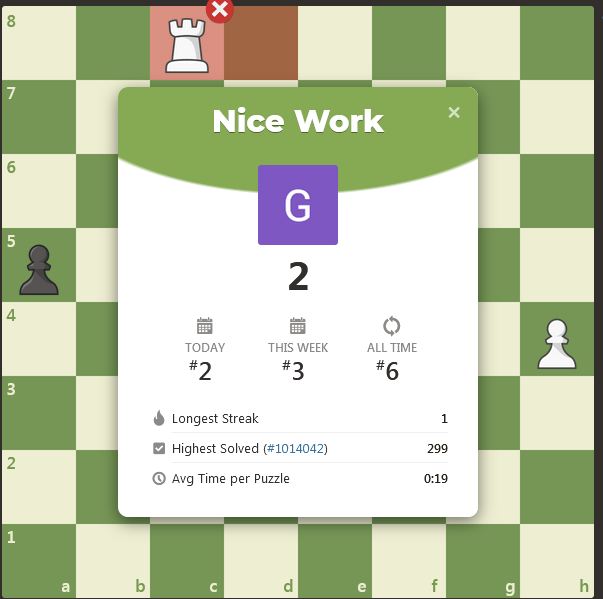 8
7
Nice Work
6
G
5
2
4
TODAY
THIS WEEK
ALL TIME
#2
#3
#6
3
Longest Streak 1
2
Highest Solved (#1014042) 299
Avg Time per Puzzle 0:19
1
a b c d e f g h